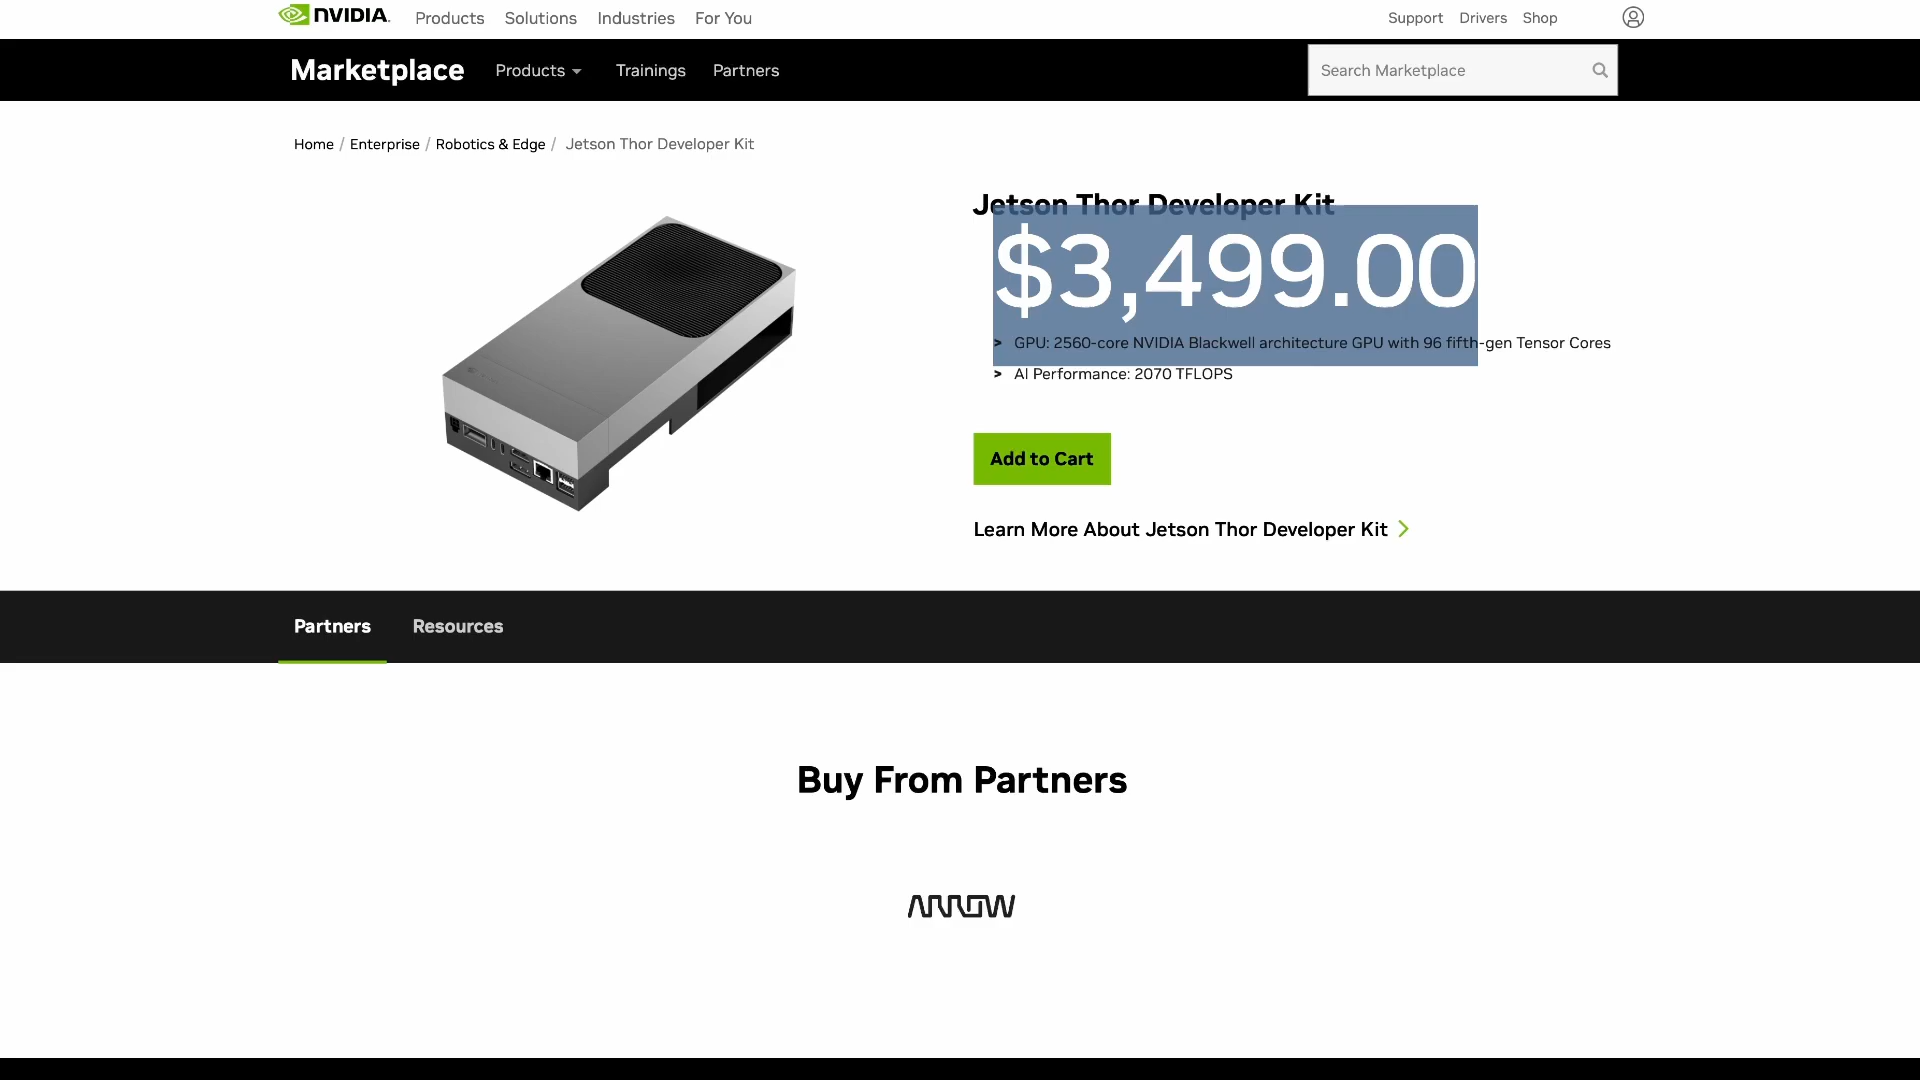 NVIDIA.
Products Solutions Industries For You
Support Drivers Shop
Marketplace Products Trainings Partners
Search Marketplace
Home / Enterprise / Robotics & Edge / Jetson Thor Developer Kit
Jetson Thor Developer Kit
$3,499.00
> GPU: 2560-core NVIDIA Blackwell architecture GPU with 96 fifth-gen Tensor Cores
> AI Performance: 2070 TFLOPS
Add to Cart
Learn More About Jetson Thor Developer Kit
Partners Resources
Buy From Partners
ARROW